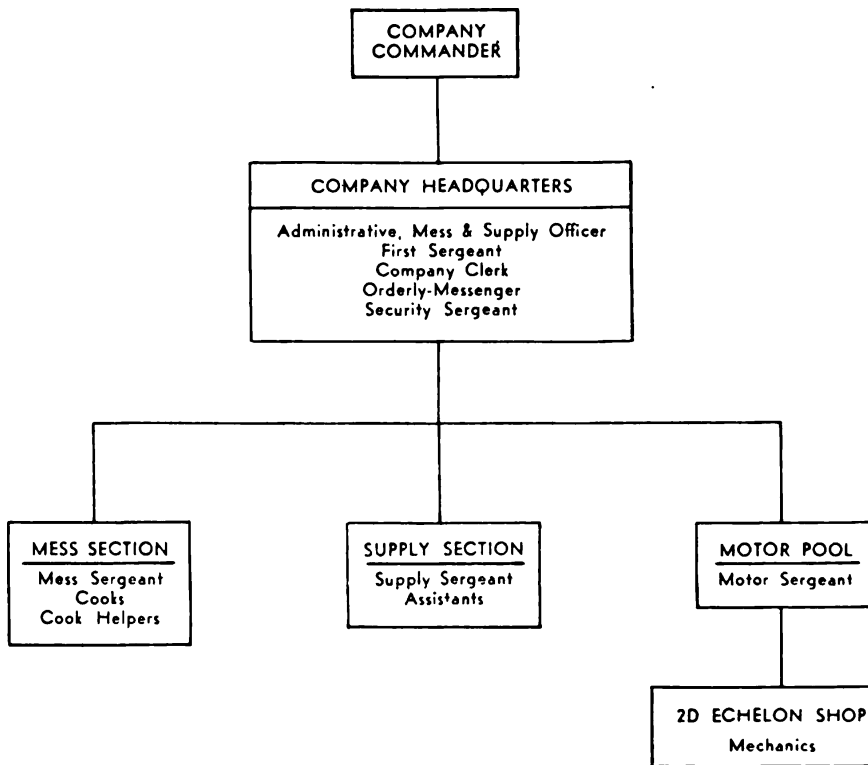 COMPANY
COMMANDER
COMPANY HEADQUARTERS
Administrative, Mess & Supply Officer
First Sergeant
Company Clerk
Orderly-Messenger
Security Sergeant
MESS SECTION
Mess Sergeant
Cooks
Cook Helpers
SUPPLY SECTION
Supply Sergeant
Assistants
MOTOR POOL
Motor Sergeant
2D ECHELON SHOP
Mechanics